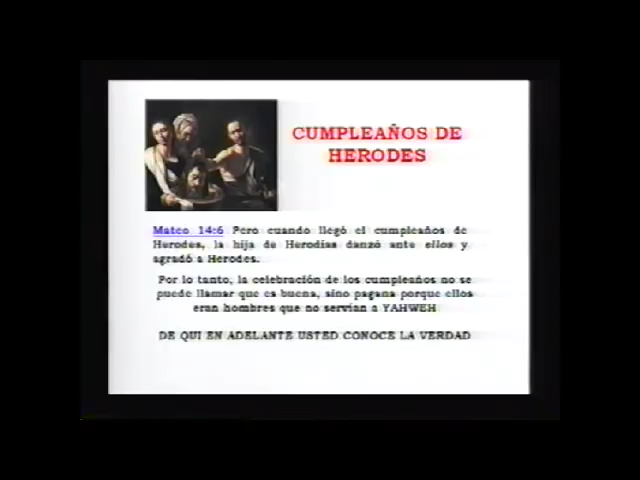 CUMPLEAÑOS DE
HERODES
Mateo 14:6 Pero cuando llegó el cumpleaños de
Herodes, la hija de Herodías danzó ante ellos y
agradó a Herodes.
Por lo tanto, la celebración de los cumpleaños no se
puede llamar que es buena, sino pagana porque ellos
eran hombres que no servían a YAHWEH
DE QUI EN ADELANTE USTED CONOCE LA VERDAD